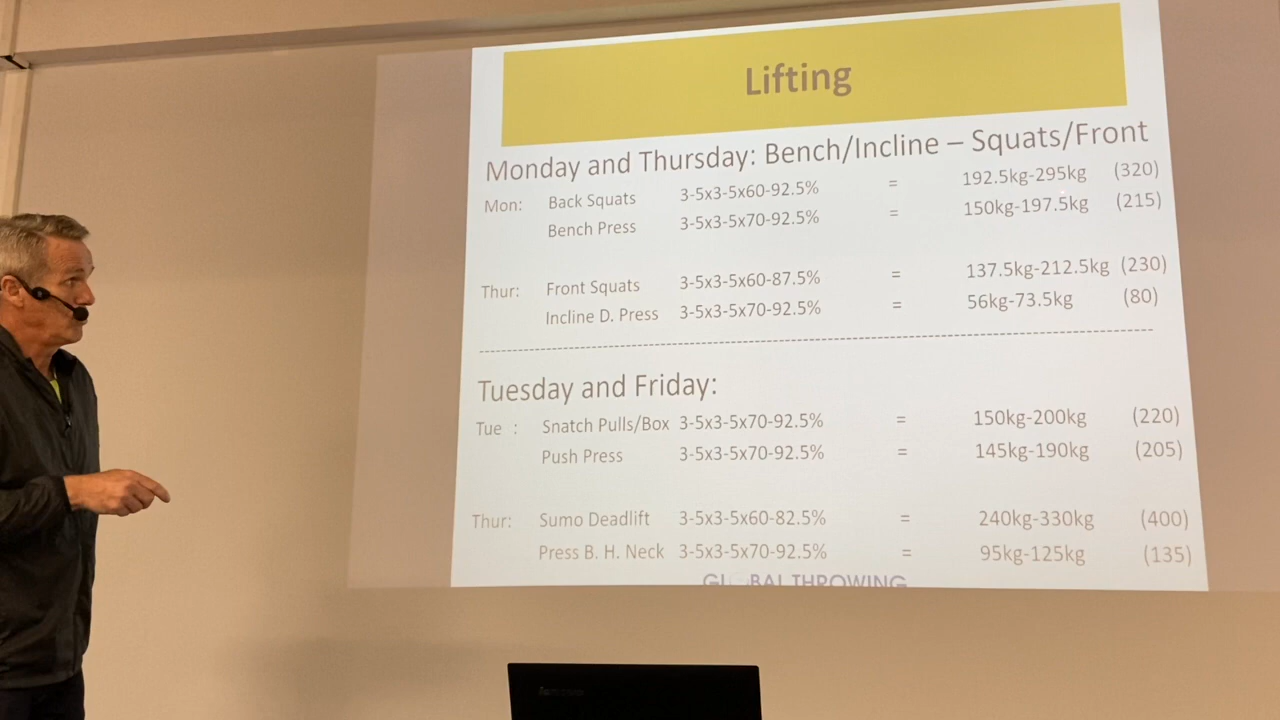 Lifting
Monday and Thursday: Bench/Incline – Squats/Front
Mon: Back Squats 3-5x3-5x60-92.5% = 192.5kg-295kg (320)
Bench Press 3-5x3-5x70-92.5% = 150kg-197.5kg (215)
Thur: Front Squats 3-5x3-5x60-87.5% = 137.5kg-212.5kg (230)
Incline D. Press 3-5x3-5x70-92.5% = 56kg-73.5kg (80)
Tuesday and Friday:
Tue : Snatch Pulls/Box 3-5x3-5x70-92.5% = 150kg-200kg (220)
Push Press 3-5x3-5x70-92.5% = 145kg-190kg (205)
Thur: Sumo Deadlift 3-5x3-5x60-82.5% = 240kg-330kg (400)
Press B. H. Neck 3-5x3-5x70-92.5% = 95kg-125kg (135)
GLOBAL THROWING